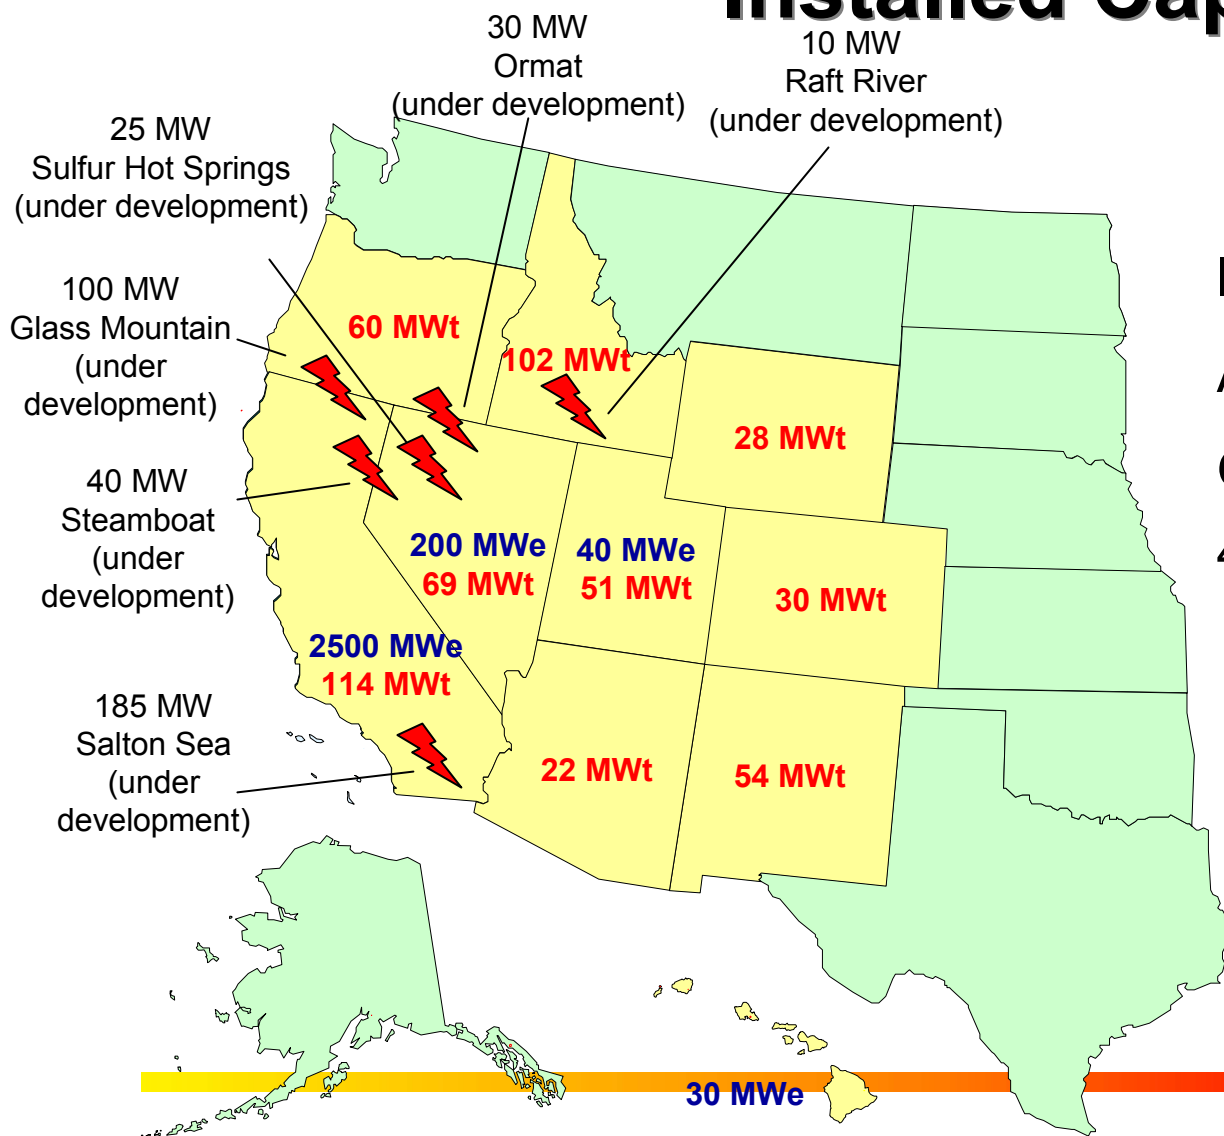 Installed Cap
30 MW
Ormat
(under development)
10 MW
Raft River
(under development)
25 MW
Sulfur Hot Springs
(under development)
100 MW
Glass Mountain
(under
development)
60 MWt
102 MWt
28 MWt
40 MW
Steamboat
(under
development)
200 MWe
69 MWt
40 MWe
51 MWt
30 MWt
2500 MWe
114 MWt
185 MW
Salton Sea
(under
development)
22 MWt
54 MWt
30 MWe